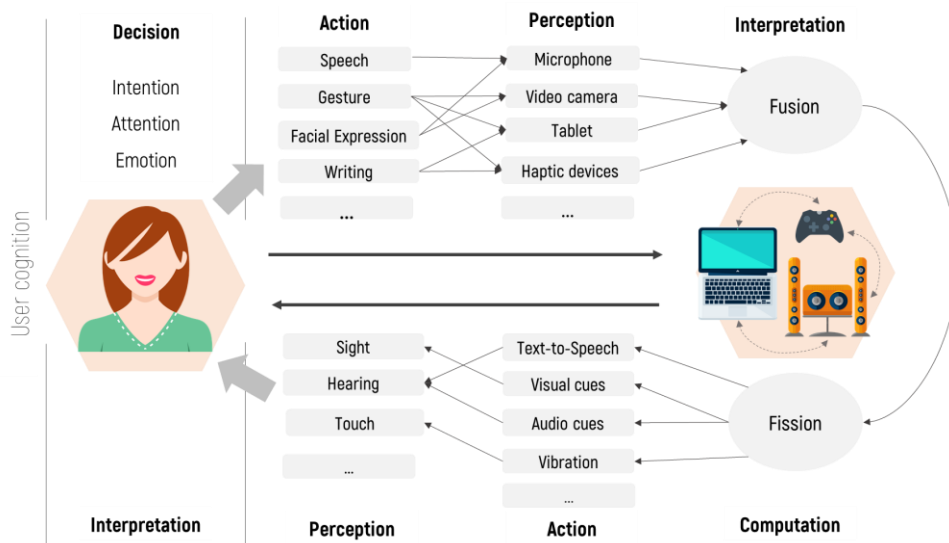 Decision
Action
Perception
Interpretation
Intention
Attention
Emotion
Speech
Gesture
Facial Expression
Writing
...
Microphone
Video camera
Tablet
Haptic devices
...
Fusion
User cognition
Sight
Hearing
Touch
...
Text-to-Speech
Visual cues
Audio cues
Vibration
...
Fission
Interpretation
Perception
Action
Computation